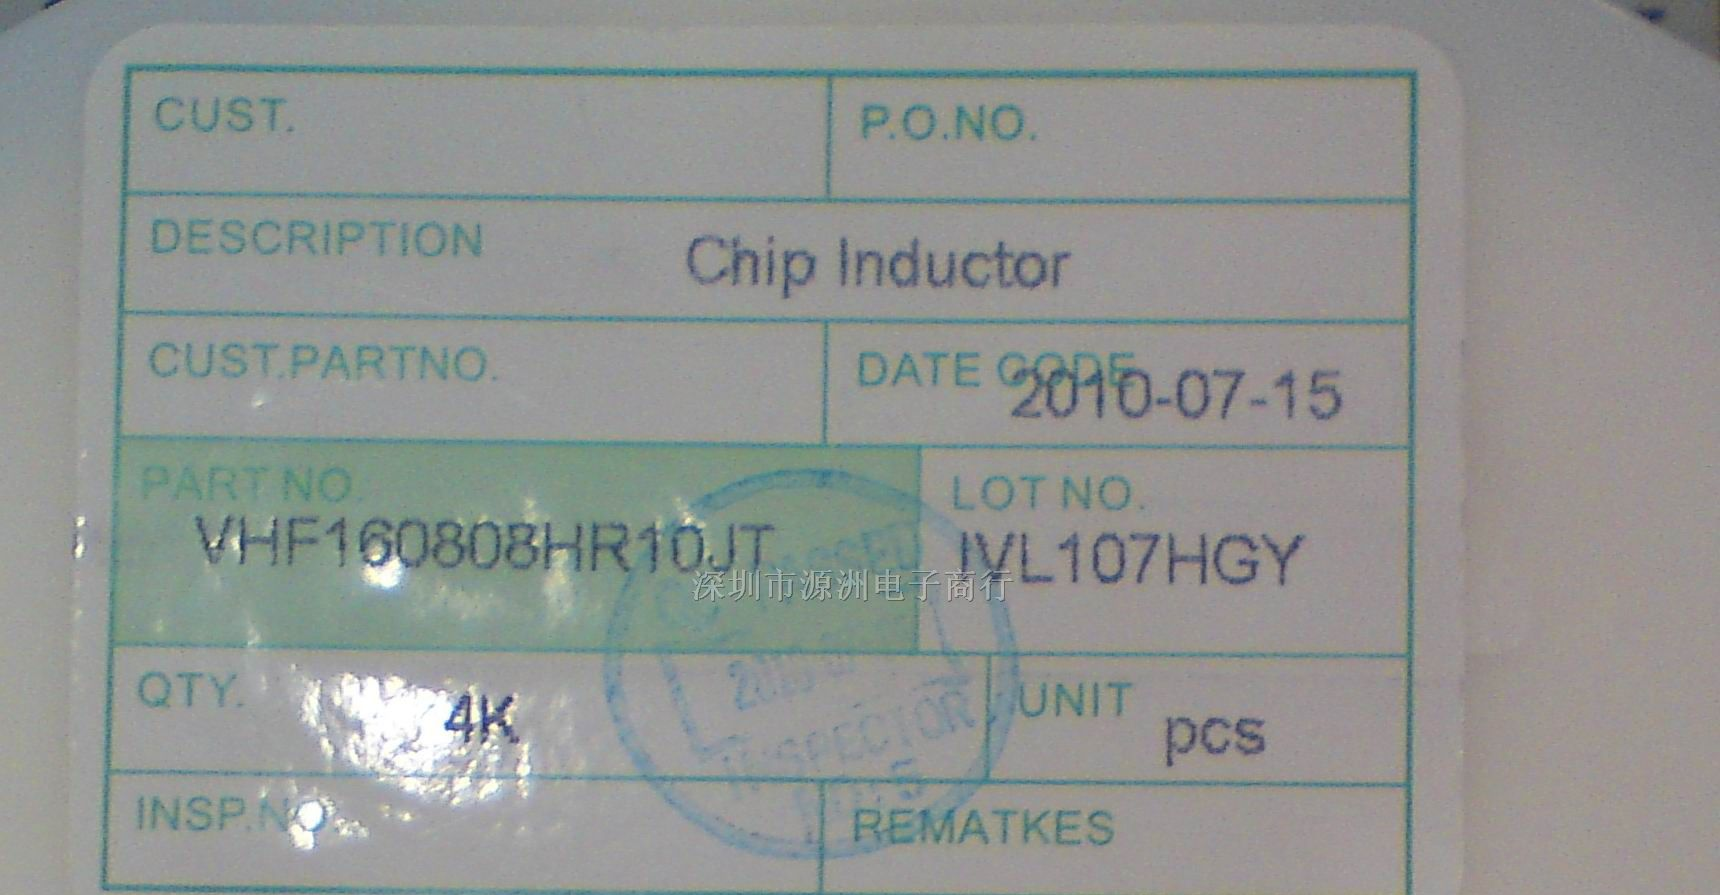 CUST.
P.O.NO.
DESCRIPTION
Chip Inductor
CUST.PARTNO.
DATE CODE
2010-07-15
PART NO.
VHF160808HR10JT
LOT NO.
IVL107HGY
深圳市源洲电子商行
QTY.
4K
UNIT
pcs
INSPECTOR
INSP.NO.
REMATKES